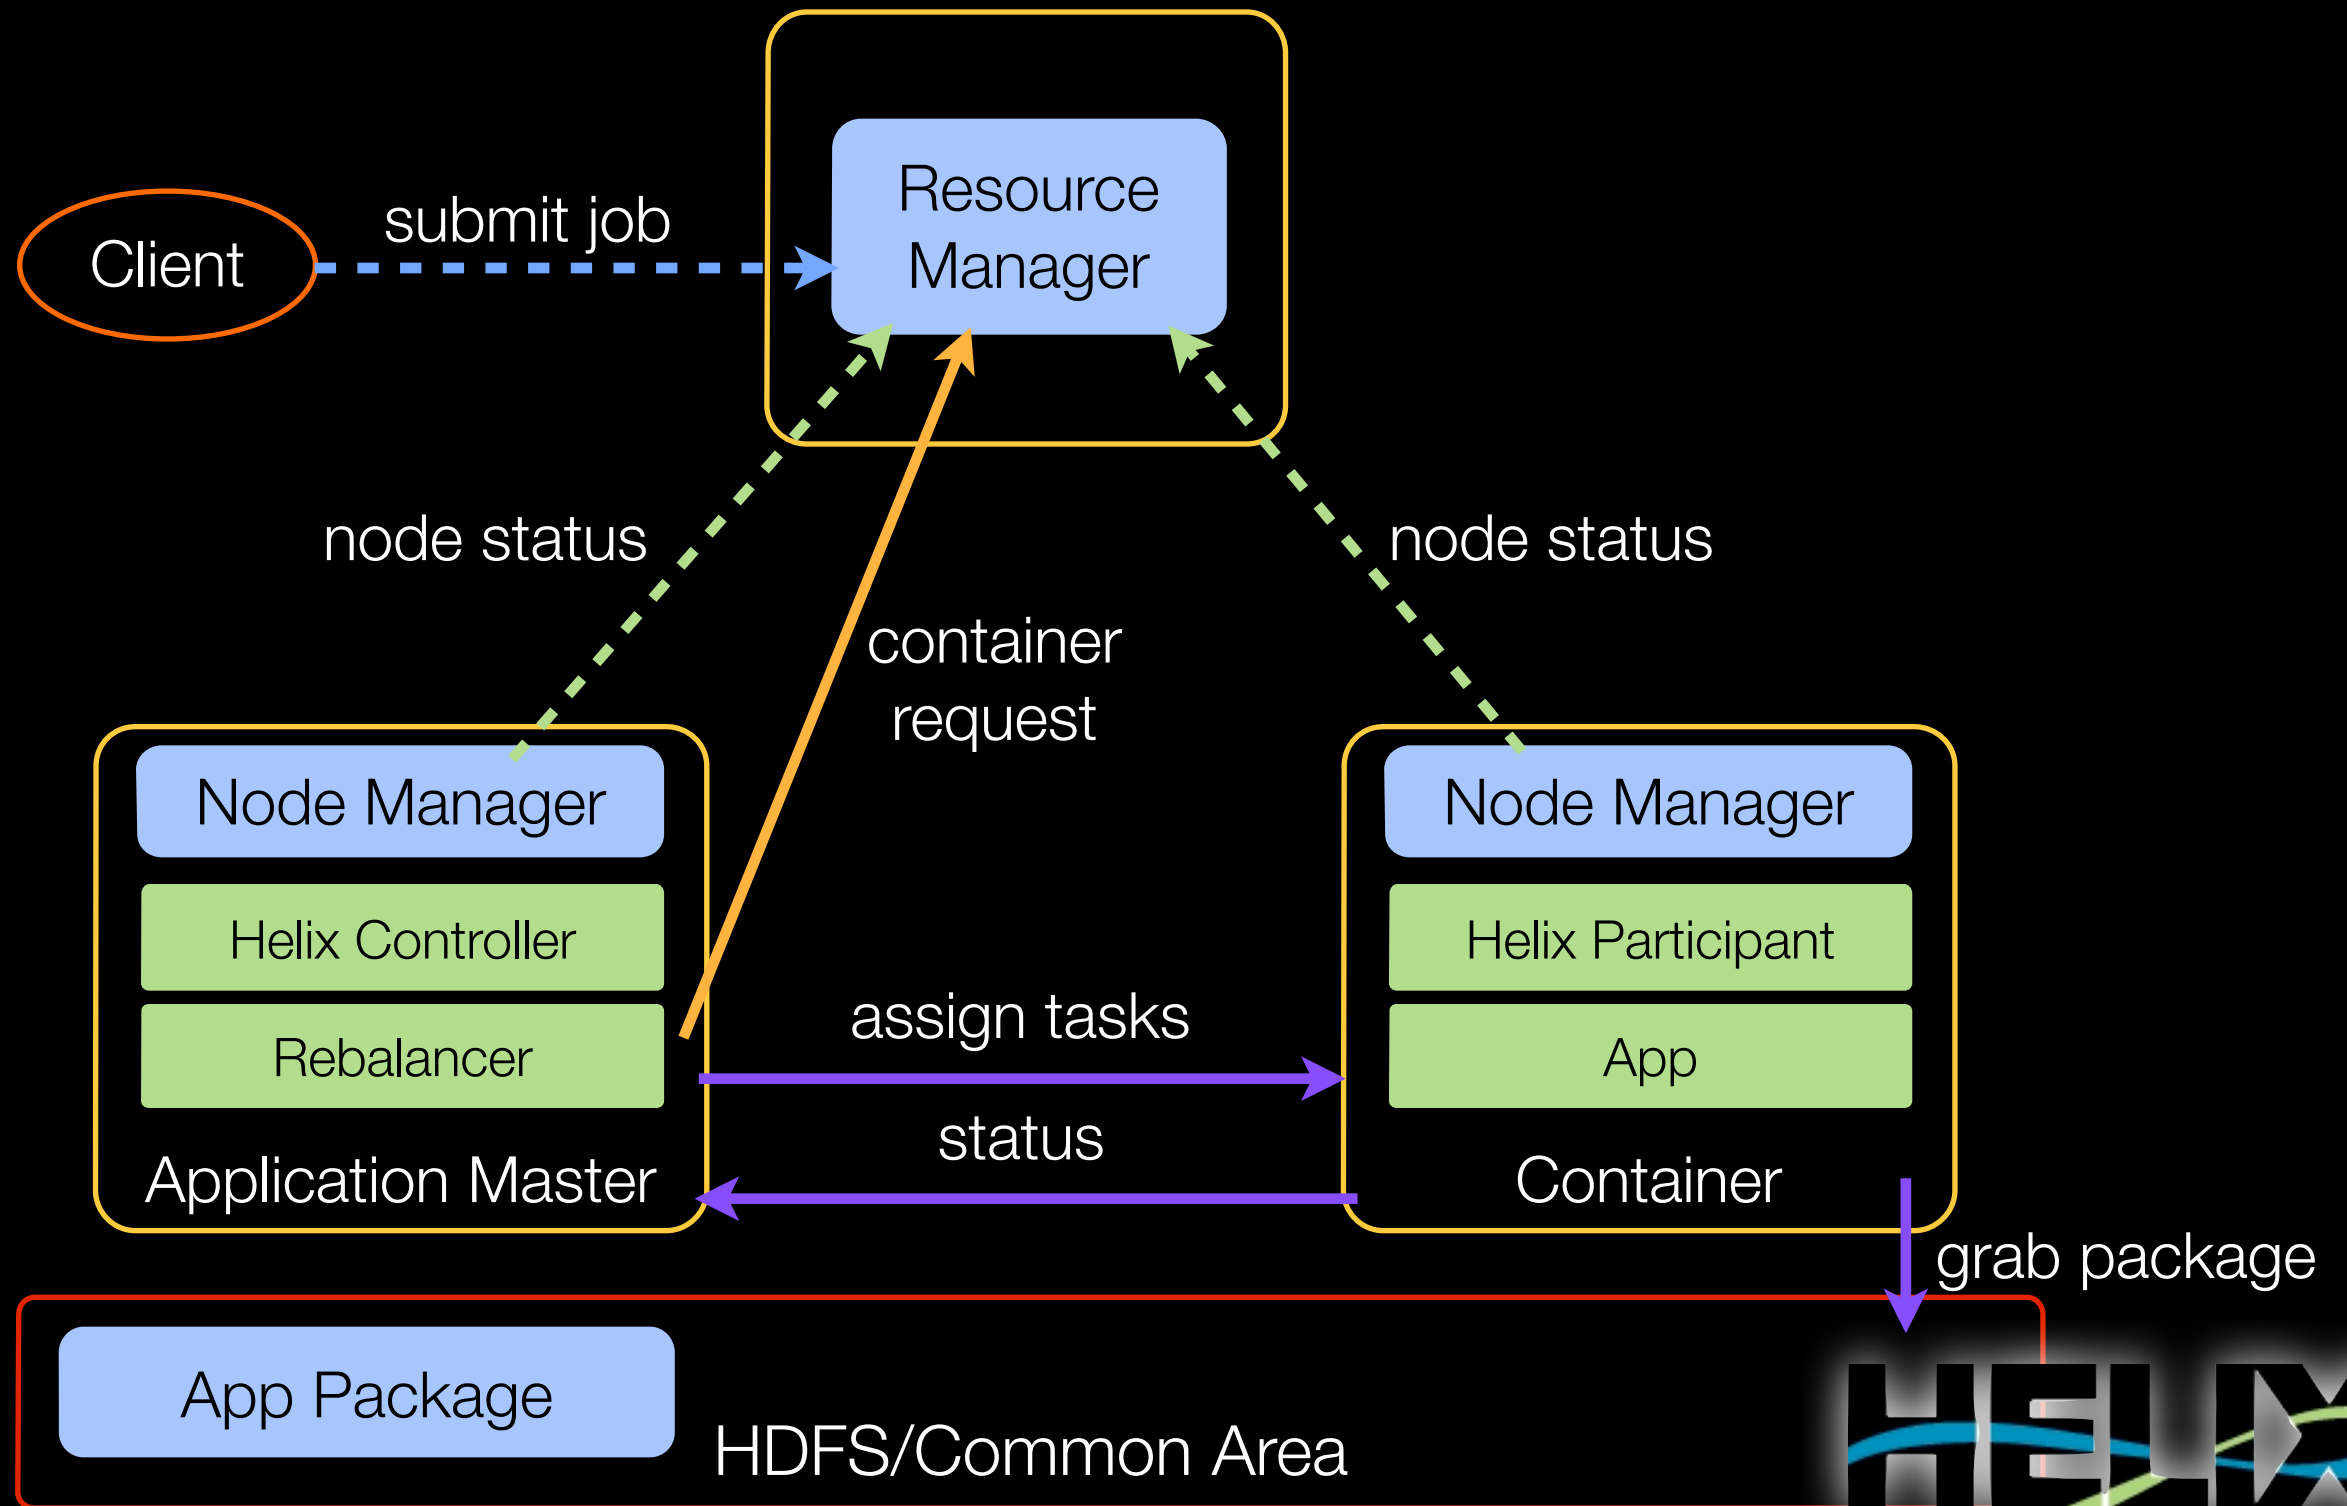 Resource
Manager
submit job
Client
node status
node status
container
request
Node Manager
Node Manager
Helix Controller
Helix Participant
Rebalancer
App
assign tasks
status
Application Master
Container
grab package
App Package
HDFS/Common Area
HELIX